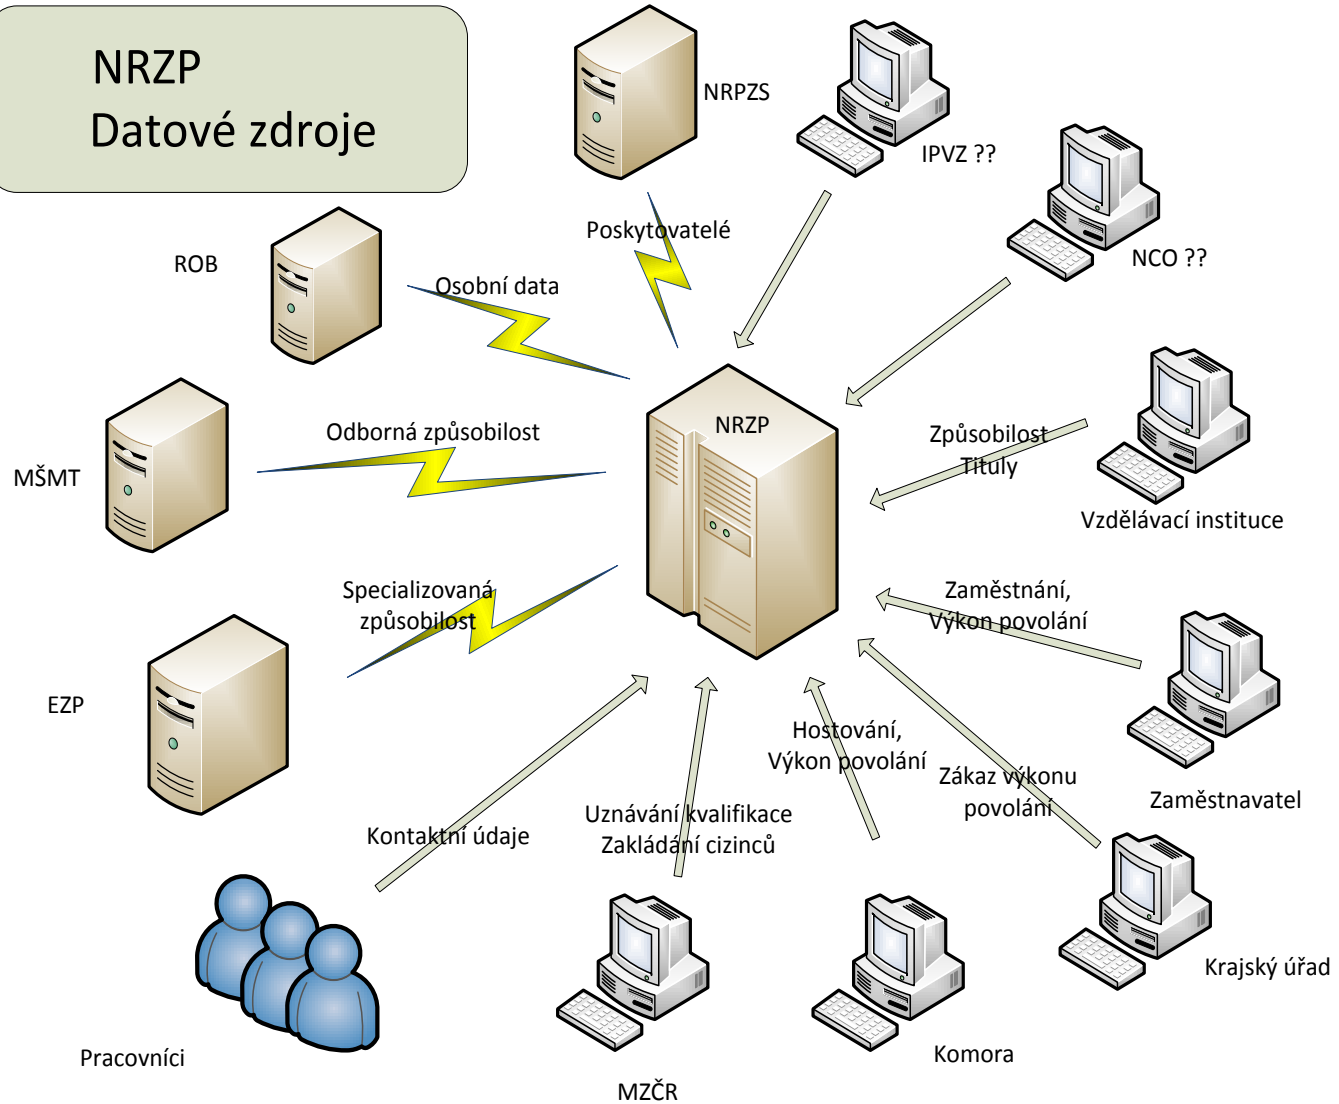 NRZP
Datové zdroje
NRPZS
IPVZ ??
NCO ??
ROB
Poskytovatelé
Osobní data
MŠMT
Odborná způsobilost
NRZP
Způsobilost
Tituly
Vzdělávací instituce
Specializovaná
způsobilost
Zaměstnání,
Výkon povolání
EZP
Hostování,
Výkon povolání
Zákaz výkonu
povolání
Zaměstnavatel
Kontaktní údaje
Uznávání kvalifikace
Zakládání cizinců
Krajský úřad
Pracovníci
Komora
MZČR